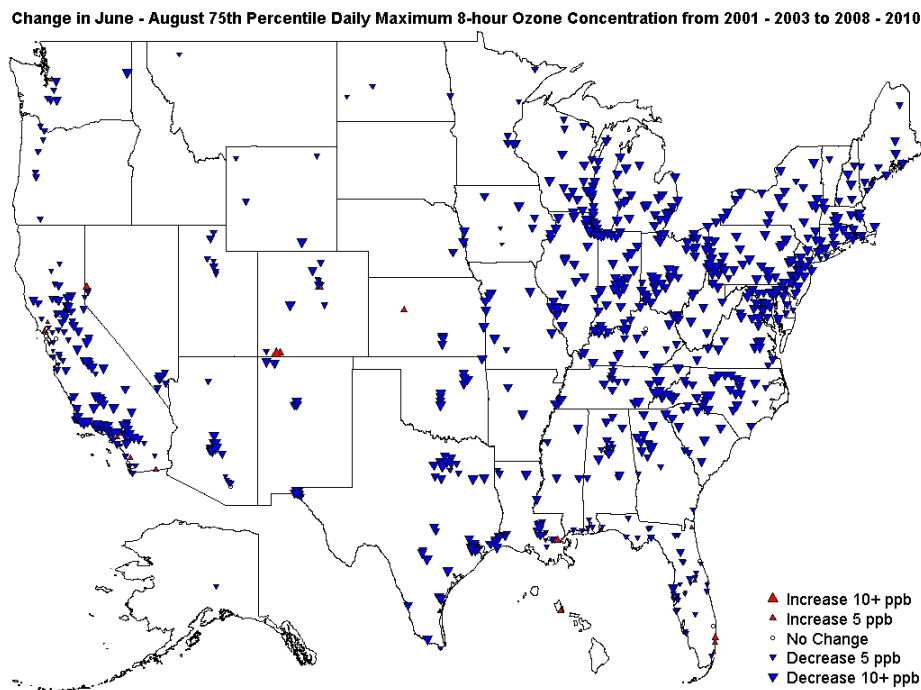 Change in June - August 75th Percentile Daily Maximum 8-hour Ozone Concentration from 2001 - 2003 to 2008 - 2010
Increase 10+ ppb
Increase 5 ppb
No Change
Decrease 5 ppb
Decrease 10+ ppb